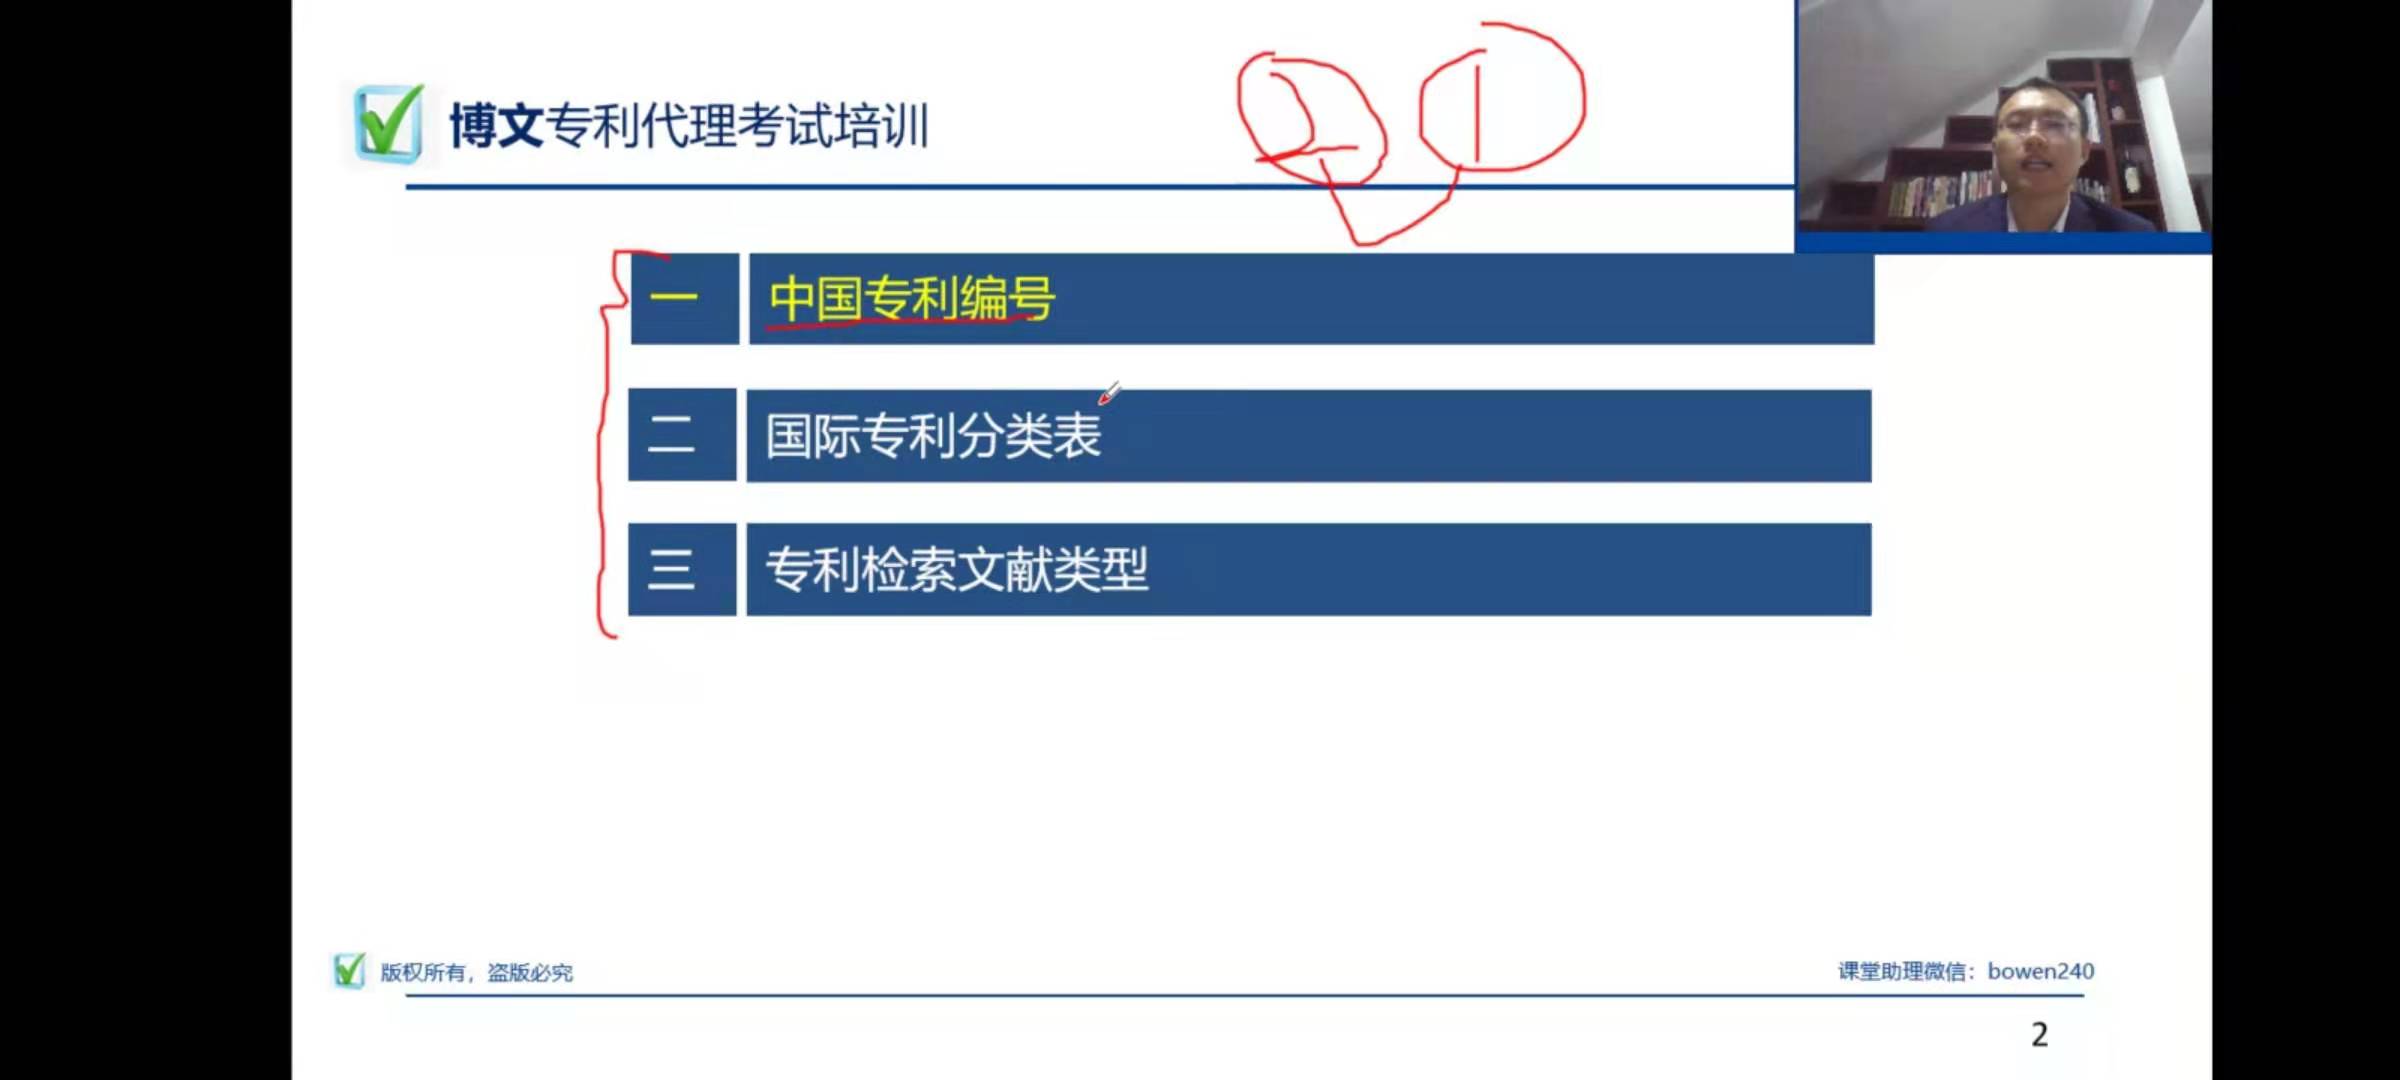 博文专利代理考试培训
2 1
一 中国专利编号
二 国际专利分类表
三 专利检索文献类型
版权所有，盗版必究
课堂助理微信：bowen240
2